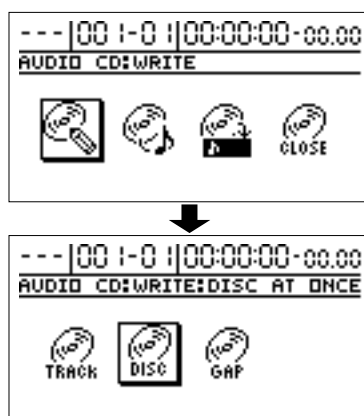 ---|001-01|00:00:00-00.00
AUDIO CD:WRITE
CLOSE
---|001-01|00:00:00-00.00
AUDIO CD:WRITE:DISC AT ONCE
TRACK DISC GAP